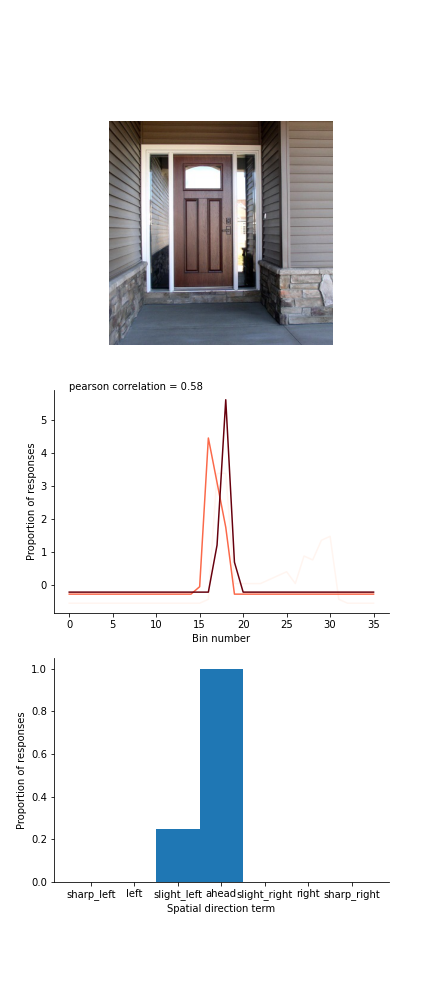 pearson correlation = 0.58
Proportion of responses
5
4
3
2
1
0
0 5 10 15 20 25 30 35
Bin number
Proportion of responses
1.0
0.8
0.6
0.4
0.2
0.0
sharp_left left slight_left ahead slight_right right sharp_right
Spatial direction term